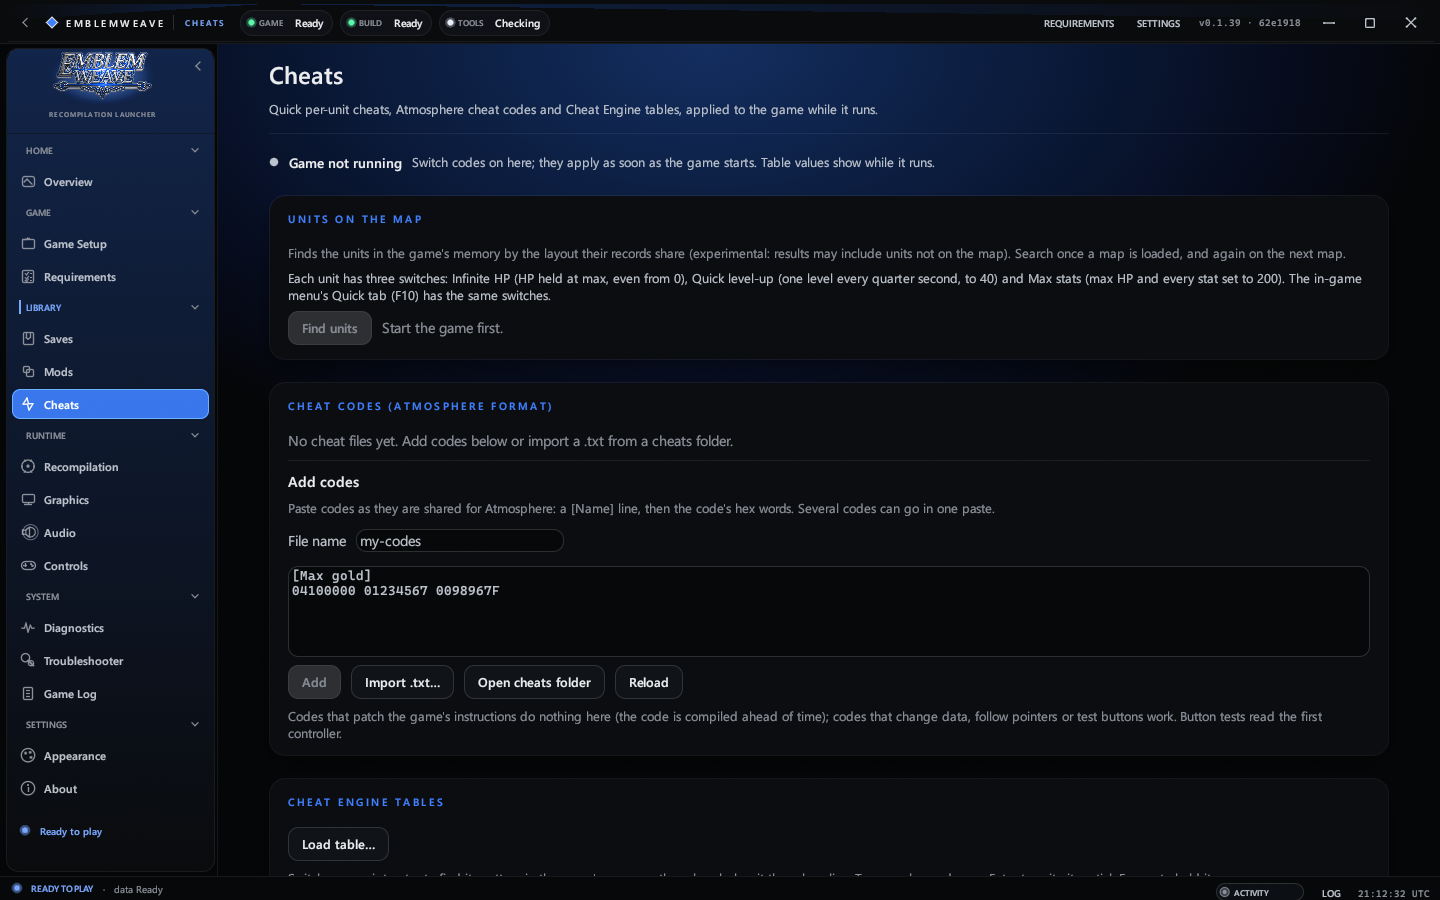 EMBLEMWEAVE
CHEATS
GAME Ready
BUILD Ready
TOOLS Checking
REQUIREMENTS
SETTINGS
v0.1.39 · 62e1918
EMBLEM
WEAVE
RECOMPILATION LAUNCHER
HOME
Overview
GAME
Game Setup
Requirements
LIBRARY
Saves
Mods
Cheats
RUNTIME
Recompilation
Graphics
Audio
Controls
SYSTEM
Diagnostics
Troubleshooter
Game Log
SETTINGS
Appearance
About
Ready to play
Cheats
Quick per-unit cheats, Atmosphere cheat codes and Cheat Engine tables, applied to the game while it runs.
Game not running Switch codes on here; they apply as soon as the game starts. Table values show while it runs.
UNITS ON THE MAP
Finds the units in the game's memory by the layout their records share (experimental: results may include units not on the map). Search once a map is loaded, and again on the next map.
Each unit has three switches: Infinite HP (HP held at max, even from 0), Quick level-up (one level every quarter second, to 40) and Max stats (max HP and every stat set to 200). The in-game
menu's Quick tab (F10) has the same switches.
Find units Start the game first.
CHEAT CODES (ATMOSPHERE FORMAT)
No cheat files yet. Add codes below or import a .txt from a cheats folder.
Add codes
Paste codes as they are shared for Atmosphere: a [Name] line, then the code's hex words. Several codes can go in one paste.
File name my-codes
[Max gold]
04100000 01234567 0098967F
Add
Import .txt...
Open cheats folder
Reload
Codes that patch the game's instructions do nothing here (the code is compiled ahead of time); codes that change data, follow pointers or test buttons work. Button tests read the first
controller.
CHEAT ENGINE TABLES
Load table...
READY TO PLAY · data Ready
ACTIVITY
LOG
21:12:32 UTC